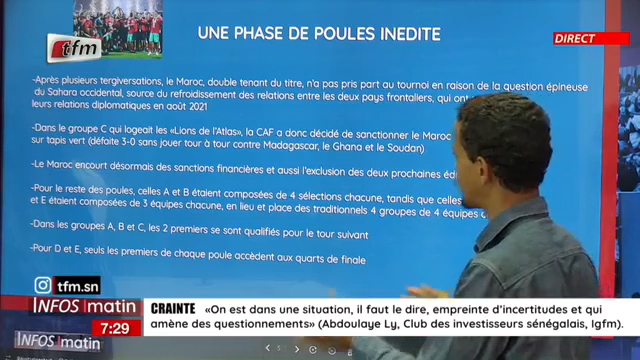 tfm
UNE PHASE DE POULES INEDITE
DIRECT
-Après plusieurs tergiversations, le Maroc, double tenant du titre, n'a pas pris part au tournoi en raison de la question épineuse
du Sahara occidental, source du refroidissement des relations entre les deux pays frontaliers, qui ont
leurs relations diplomatiques en août 2021
-Dans le groupe C qui logeait les «Lions de l'Atlas», la CAF a donc décidé de sanctionner le Maroc
sur tapis vert (défaite 3-0 sans jouer tour à tour contre Madagascar, le Ghana et le Soudan)
-Le Maroc encourt désormais des sanctions financières et aussi l'exclusion des deux prochaines
-Pour le reste des poules, celles A et B étaient composées de 4 sélections chacune, tandis que celles
et E étaient composées de 3 équipes chacune, en lieu et place des traditionnels 4 groupes de 4 équipes
-Dans les groupes A, B et C, les 2 premiers se sont qualifiés pour le tour suivant
-Pour D et E, seuls les premiers de chaque poule accèdent aux quarts de finale
tfm.sn
INFOS matin
7:29
INFOS matin
CRAINTE «On est dans une situation, il faut le dire, empreinte d'incertitudes et qui
amène des questionnements» (Abdoulaye Ly, Club des investisseurs sénégalais, Igfm).